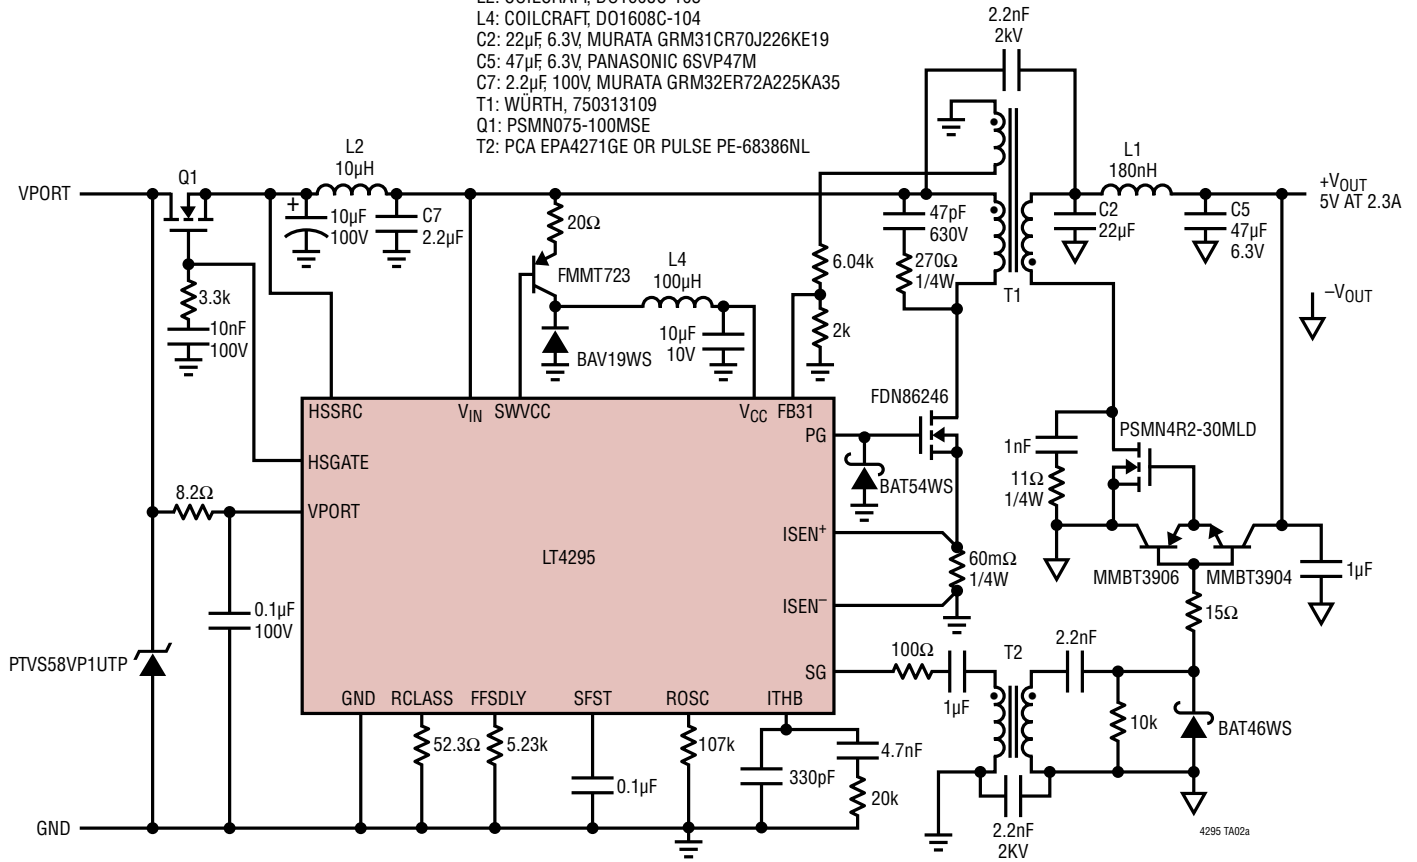 L4: COILCRAFT, DO1608C-104
C2: 22µF, 6.3V, MURATA GRM31CR70J226KE19
C5: 47µF, 6.3V, PANASONIC 6SVP47M
C7: 2.2µF, 100V, MURATA GRM32ER72A225KA35
T1: WÜRTH, 750313109
Q1: PSMN075-100MSE
T2: PCA EPA4271GE OR PULSE PE-68386NL
2.2nF
2kV
VPORT
Q1
L2
10µH
+
10µF
100V
C7
2.2µF
20Ω
FMMT723
L4
100µH
10µF
10V
BAV19WS
6.04k
2k
47pF
630V
270Ω
1/4W
T1
L1
180nH
C2
22µF
C5
47µF
6.3V
+VOUT
5V AT 2.3A
–VOUT
3.3k
10nF
100V
HSSRC
VIN
SWVCC
VCC
FB31
PG
HSGATE
VPORT
LT4295
ISEN+
ISEN–
SG
GND
RCLASS
FFSDLY
SFST
ROSC
ITHB
FDN86246
BAT54WS
60mΩ
1/4W
1nF
11Ω
1/4W
PSMN4R2-30MLD
MMBT3906
MMBT3904
1µF
15Ω
8.2Ω
0.1µF
100V
PTVS58VP1UTP
100Ω
1µF
T2
2.2nF
10k
BAT46WS
2.2nF
2KV
52.3Ω
5.23k
0.1µF
107k
330pF
4.7nF
20k
GND
4295 TA02a